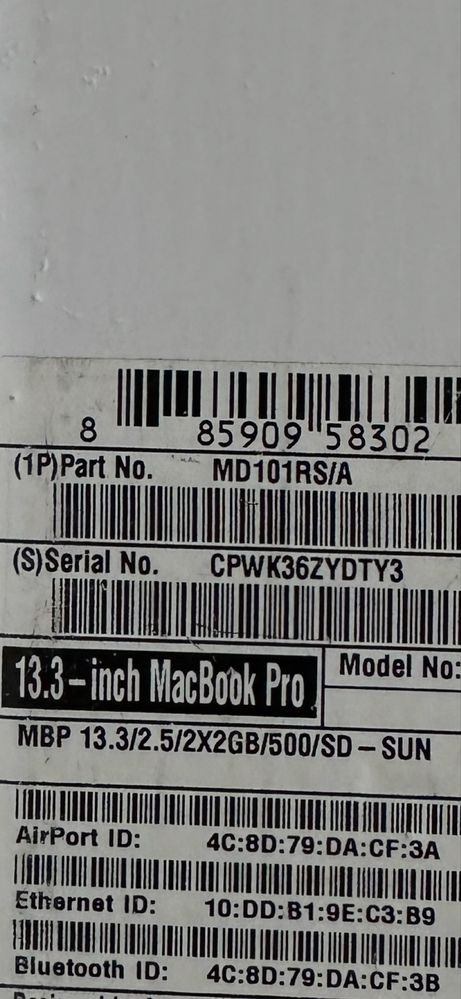 8 85909 58302
(1P)Part No. MD101RS/A
(S)Serial No. CPWK36ZYDTY3
13.3-inch MacBook Pro
Model No:
MBP 13.3/2.5/2X2GB/500/SD-SUN
AirPort ID: 4C:8D:79:DA:CF:3A
Ethernet ID: 10:DD:B1:9E:C3:B9
Bluetooth ID: 4C:8D:79:DA:CF:3B